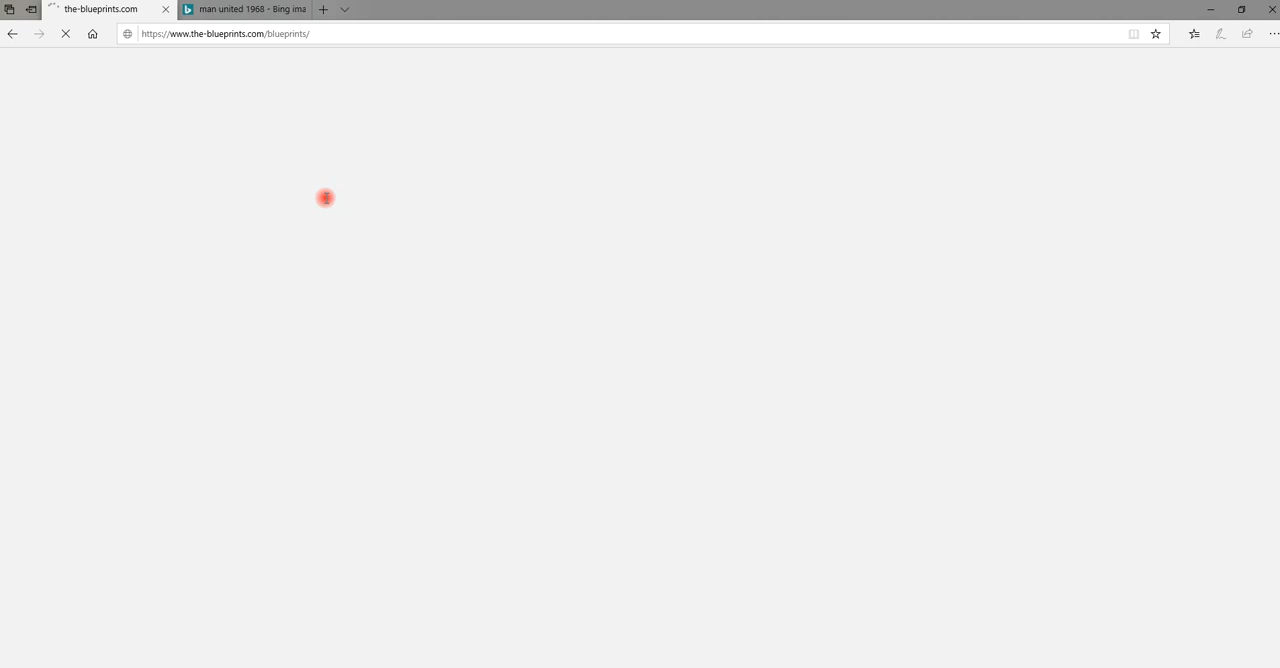 the-blueprints.com
man united 1968 - Bing ima
https://www.the-blueprints.com/blueprints/